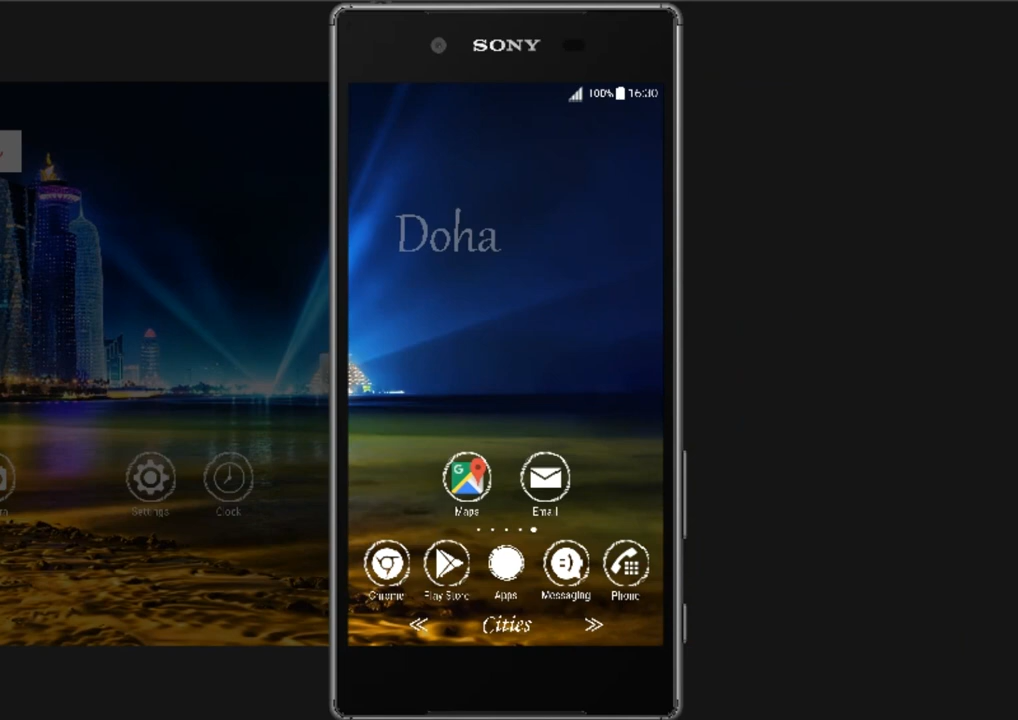 SONY
100% 16:30
Doha
Settings Clock
Maps Email
Chrome Play Store Apps Messaging Phone
Cities